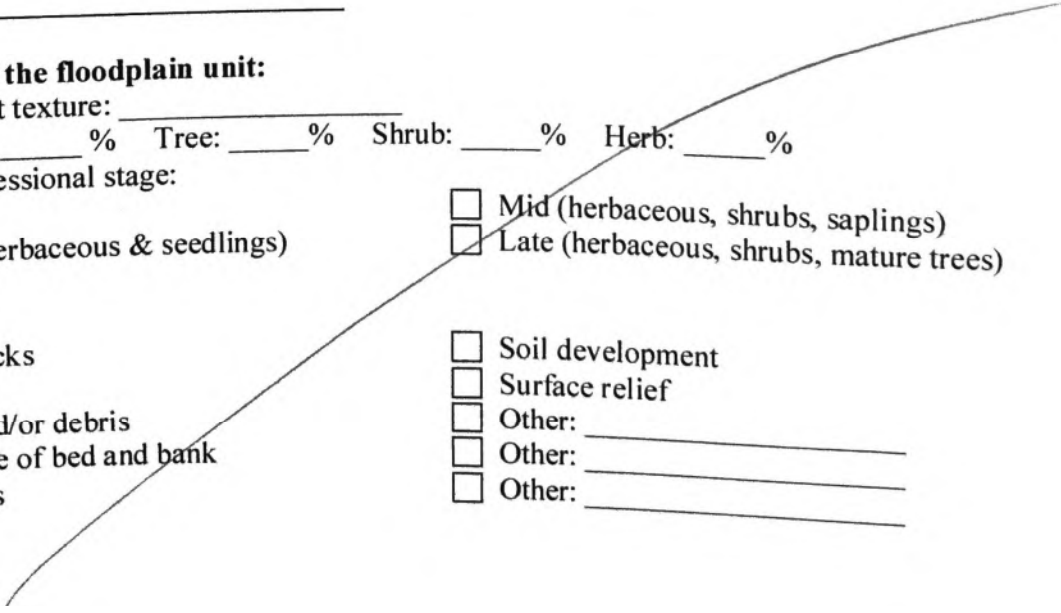 the floodplain unit:
t texture:
% Tree: % Shrub: % Herb: %
essional stage:
erbaceous & seedlings)
Mid (herbaceous, shrubs, saplings)
Late (herbaceous, shrubs, mature trees)
cks
d/or debris
e of bed and bank
s
Soil development
Surface relief
Other:
Other:
Other: